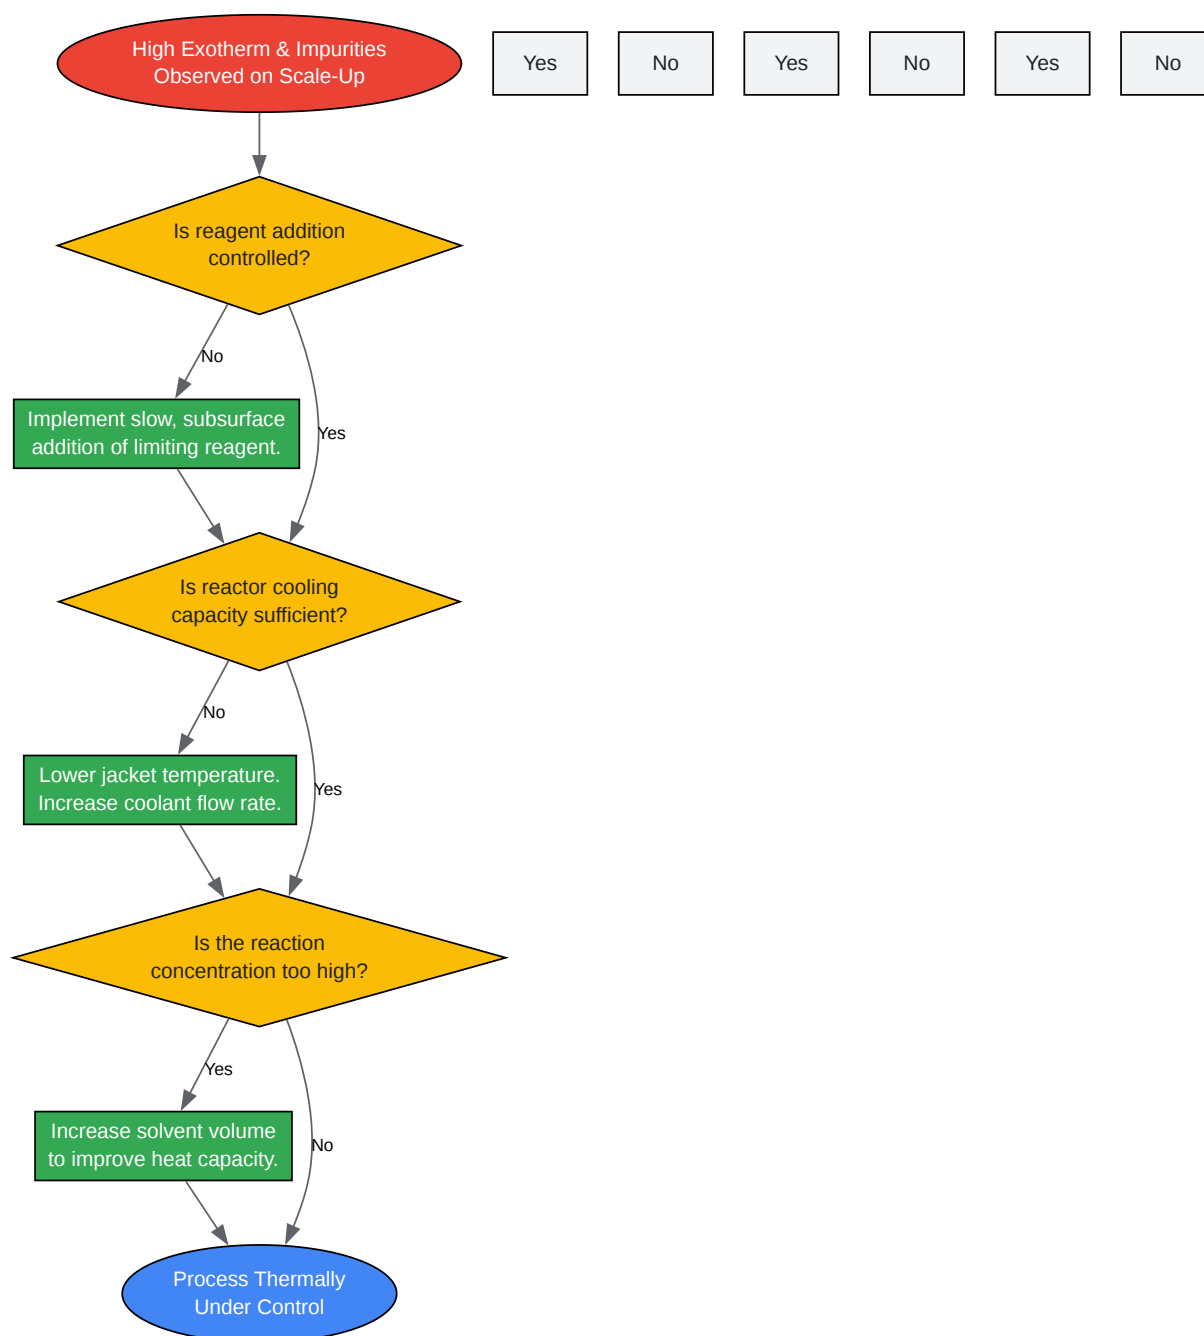 High Exotherm & Impurities
Observed on Scale-Up
Yes
No
Yes
No
Yes
No
Is reagent addition
controlled?
No
Implement slow, subsurface
addition of limiting reagent.
Yes
Is reactor cooling
capacity sufficient?
No
Lower jacket temperature.
Increase coolant flow rate.
Yes
Is the reaction
concentration too high?
Yes
Increase solvent volume
to improve heat capacity.
No
Process Thermally
Under Control